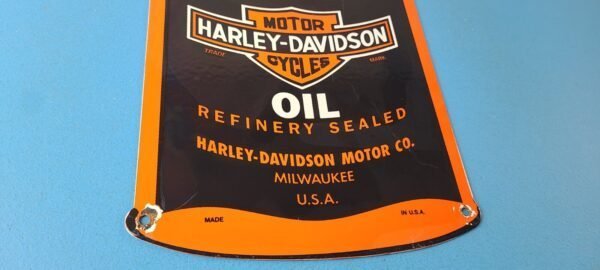 MOTOR
HARLEY-DAVIDSON
TRADE MARK
CYCLES
OIL
REFINERY SEALED
HARLEY-DAVIDSON MOTOR CO.
MILWAUKEE
U.S.A.
MADE IN U.S.A.